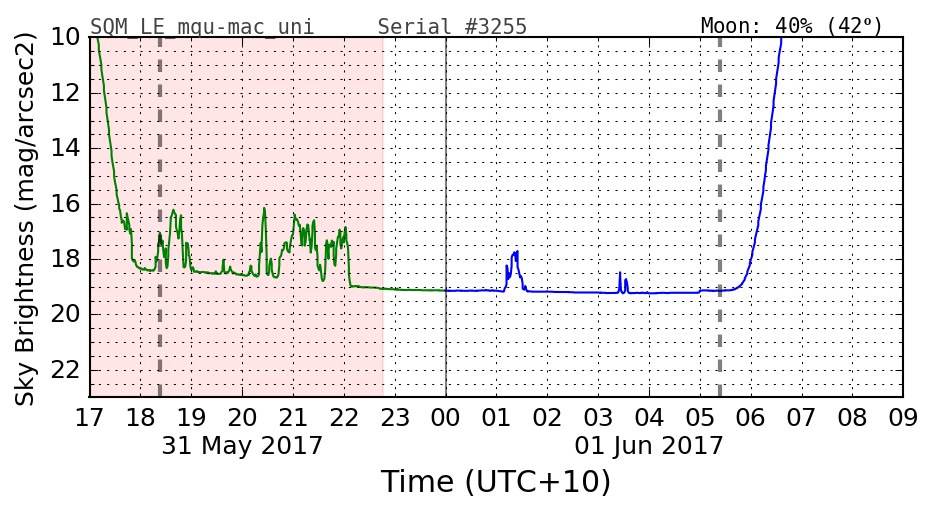 SQM_LE_mqu-mac_uni Serial #3255 Moon: 40% (42°)
10
12
14
16
18
20
22
Sky Brightness (mag/arcsec2)
17 18 19 20 21 22 23 00 01 02 03 04 05 06 07 08 09
31 May 2017 01 Jun 2017
Time (UTC+10)